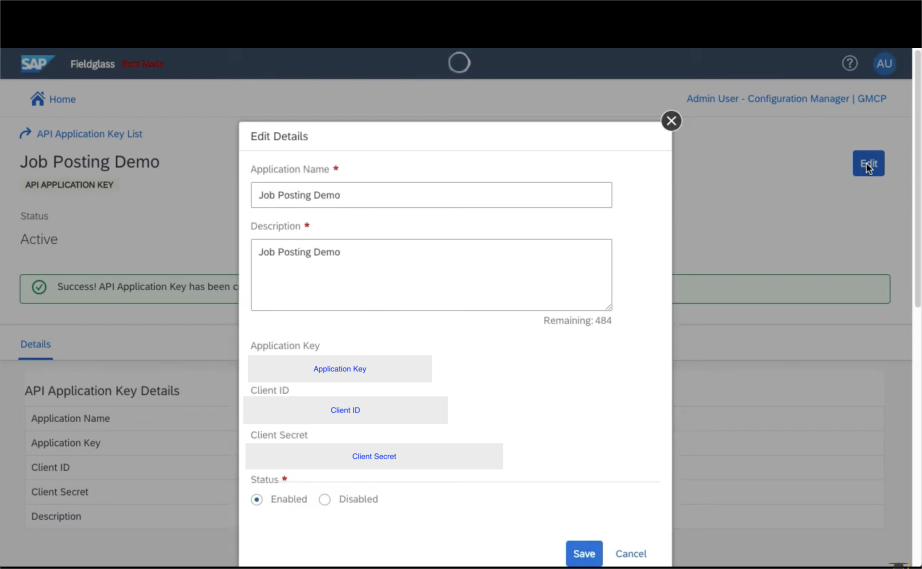 SAP Fieldglass
? AU
Home
Admin User - Configuration Manager | GMCP
API Application Key List
Job Posting Demo
API APPLICATION KEY
Edit
Status
Active
Success! API Application Key has been
Details
API Application Key Details
Application Name
Application Key
Client ID
Client Secret
Description
Edit Details
Application Name *
Job Posting Demo
Description *
Job Posting Demo
Remaining: 484
Application Key
Application Key
Client ID
Client ID
Client Secret
Client Secret
Status *
Enabled Disabled
Save Cancel